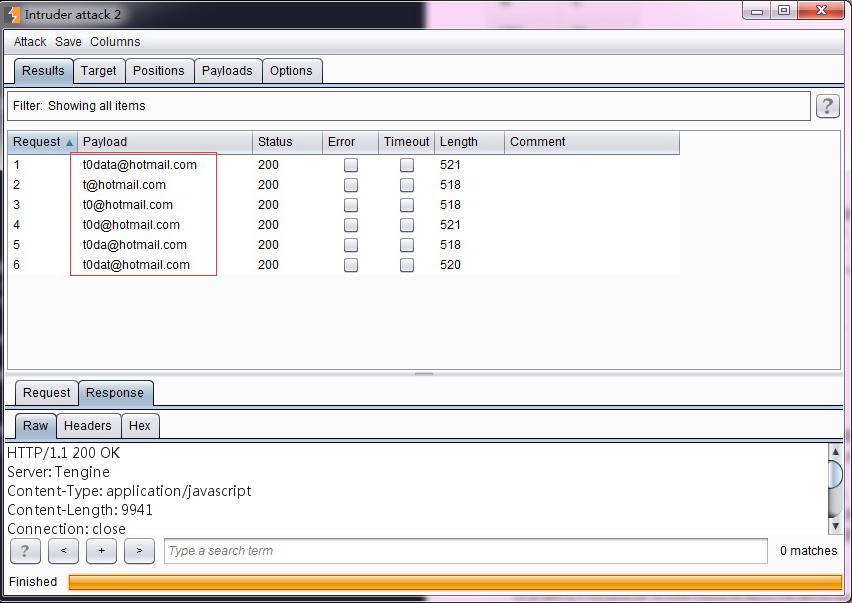 Intruder attack 2
Attack Save Columns
Results Target Positions Payloads Options
Filter: Showing all items ?
Request Payload Status Error Timeout Length Comment
1 t0data@hotmail.com 200 521
2 t@hotmail.com 200 518
3 t0@hotmail.com 200 518
4 t0d@hotmail.com 200 521
5 t0da@hotmail.com 200 518
6 t0dat@hotmail.com 200 520
Request Response
Raw Headers Hex
HTTP/1.1 200 OK
Server: Tengine
Content-Type: application/javascript
Content-Length: 9941
Connection: close
? < + > Type a search term 0 matches
Finished